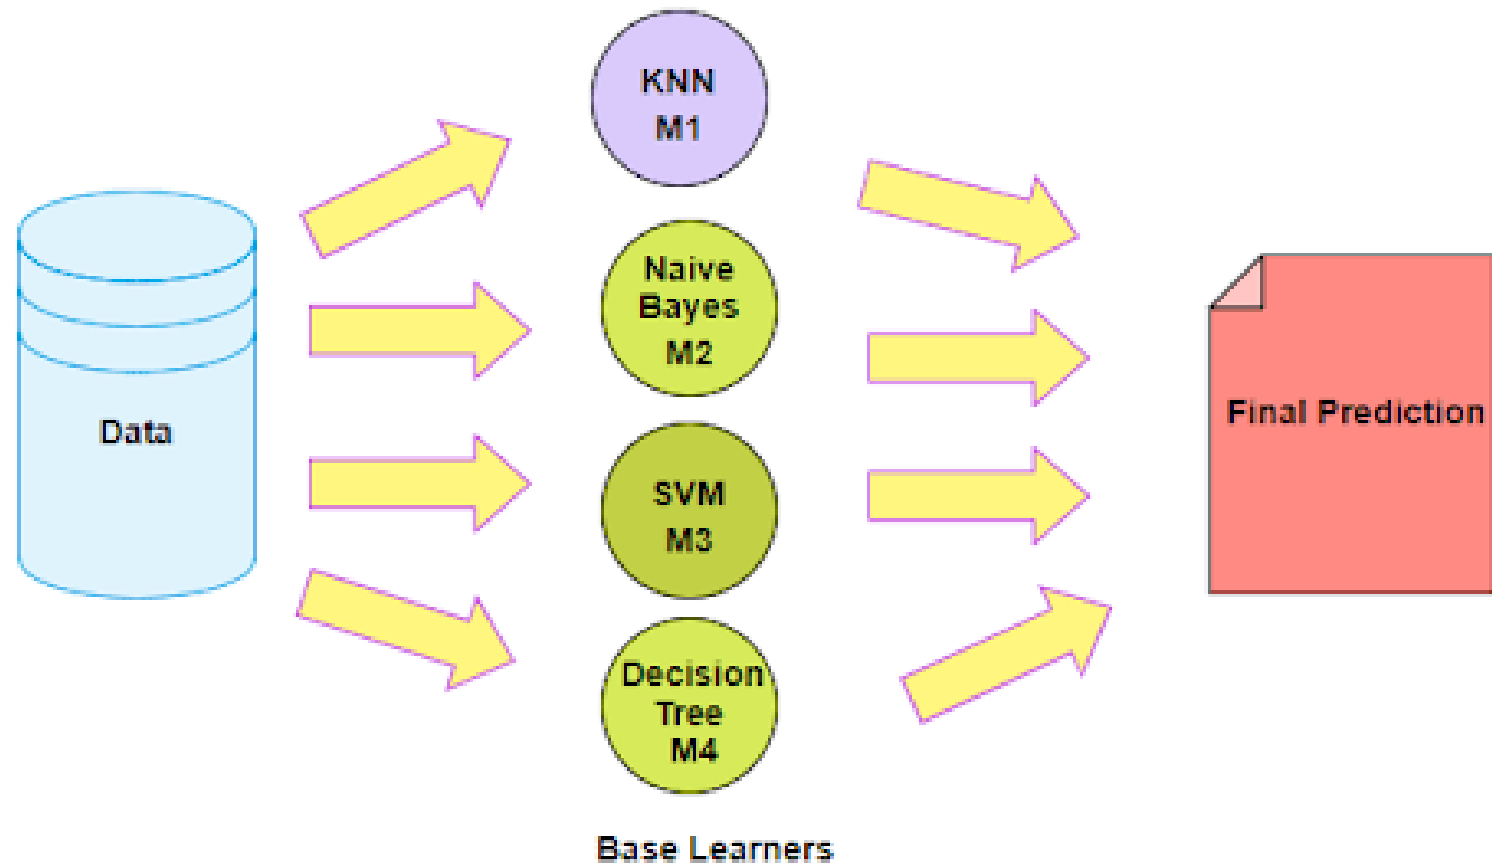 KNN
M1
Naive
Bayes
M2
Data
SVM
M3
Final Prediction
Decision
Tree
M4
Base Learners